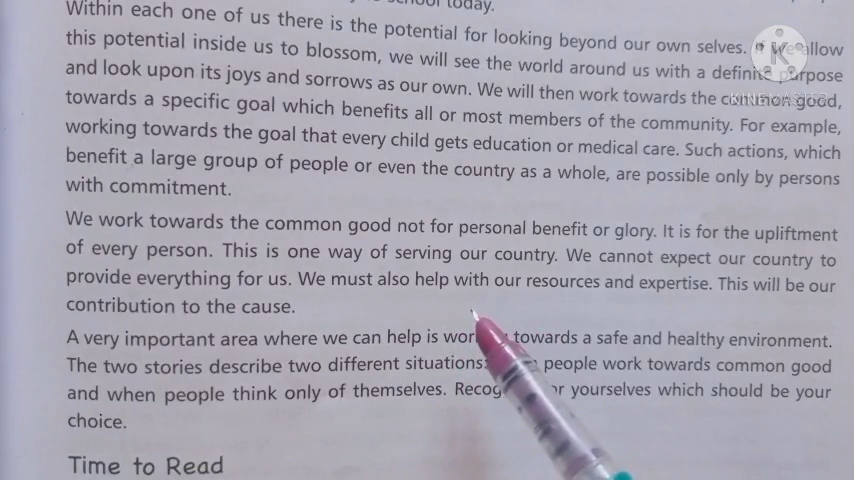 school today.
Within each one of us there is the potential for looking beyond our own selves. If we allow
this potential inside us to blossom, we will see the world around us with a definite purpose
and look upon its joys and sorrows as our own. We will then work towards the common good,
towards a specific goal which benefits all or most members of the community. For example,
working towards the goal that every child gets education or medical care. Such actions, which
benefit a large group of people or even the country as a whole, are possible only by persons
with commitment.
We work towards the common good not for personal benefit or glory. It is for the upliftment
of every person. This is one way of serving our country. We cannot expect our country to
provide everything for us. We must also help with our resources and expertise. This will be our
contribution to the cause.
A very important area where we can help is working towards a safe and healthy environment.
The two stories describe two different situations: people work towards common good
and when people think only of themselves. yourselves which should be your
choice.
Time to Read
KINEMASTER